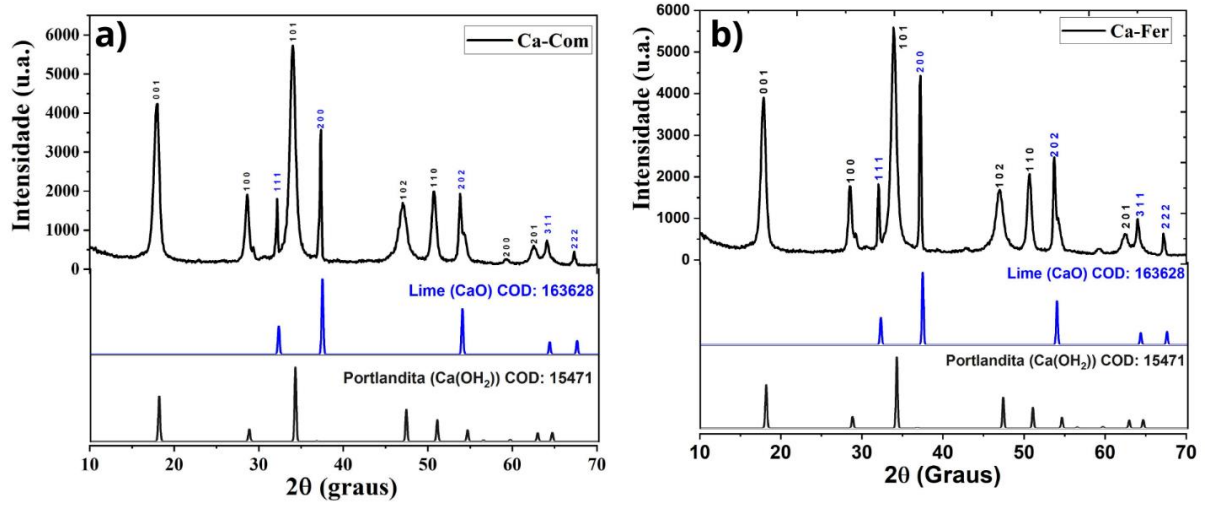 a)
Ca-Com
Intensidade (u.a.)
6000
5000
4000
3000
2000
1000
0
001
100
111
101
200
102
110
202
200
201
311
222
Lime (CaO) COD: 163628
Portlandita (Ca(OH₂)) COD: 15471
10 20 30 40 50 60 70
2θ (graus)
b)
Ca-Fer
Intensidade (u.a.)
6000
5000
4000
3000
2000
1000
0
001
100
111
101
200
102
110
202
201
311
222
Lime (CaO) COD: 163628
Portlandita (Ca(OH₂)) COD: 15471
10 20 30 40 50 60 70
2θ (Graus)